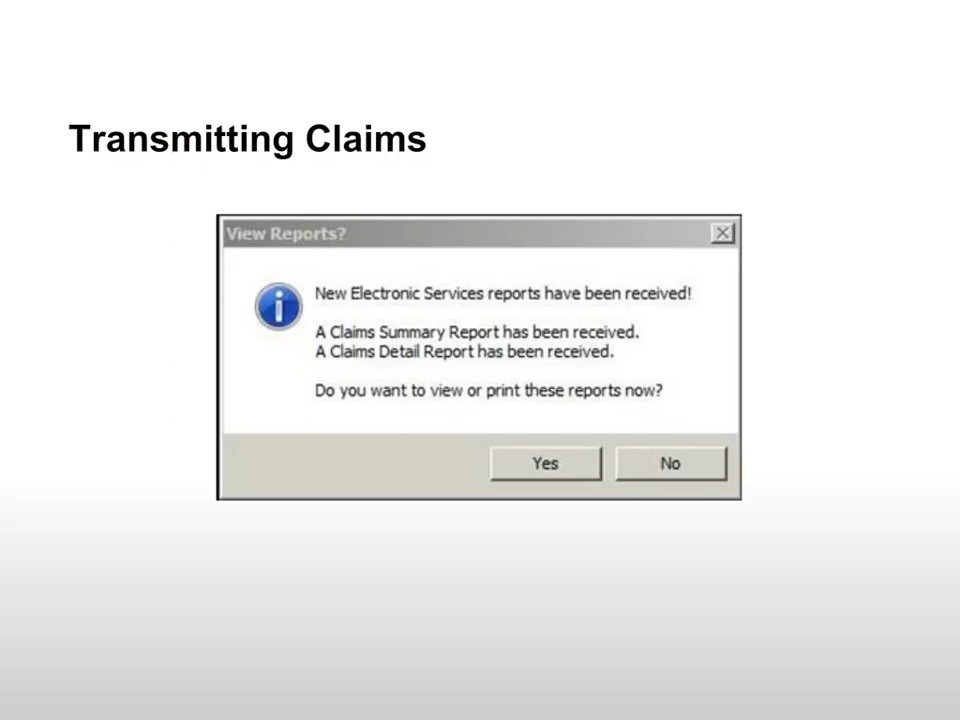 Transmitting Claims
View Reports?
New Electronic Services reports have been received!
A Claims Summary Report has been received.
A Claims Detail Report has been received.
Do you want to view or print these reports now?
Yes
No